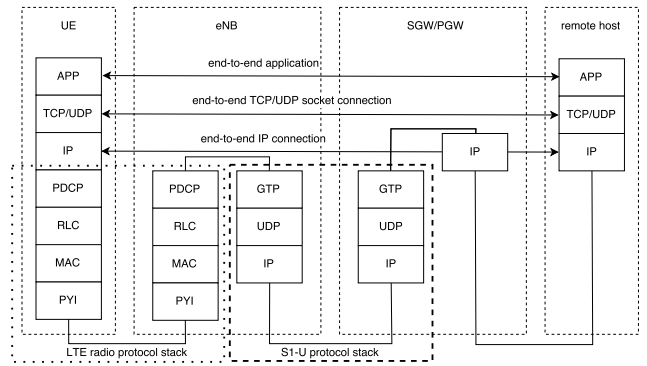 UE eNB SGW/PGW remote host
end-to-end application
APP APP
end-to-end TCP/UDP socket connection
TCP/UDP TCP/UDP
end-to-end IP connection
IP IP IP
PDCP PDCP GTP GTP
RLC RLC UDP UDP
MAC MAC IP IP
PYI PYI
LTE radio protocol stack S1-U protocol stack